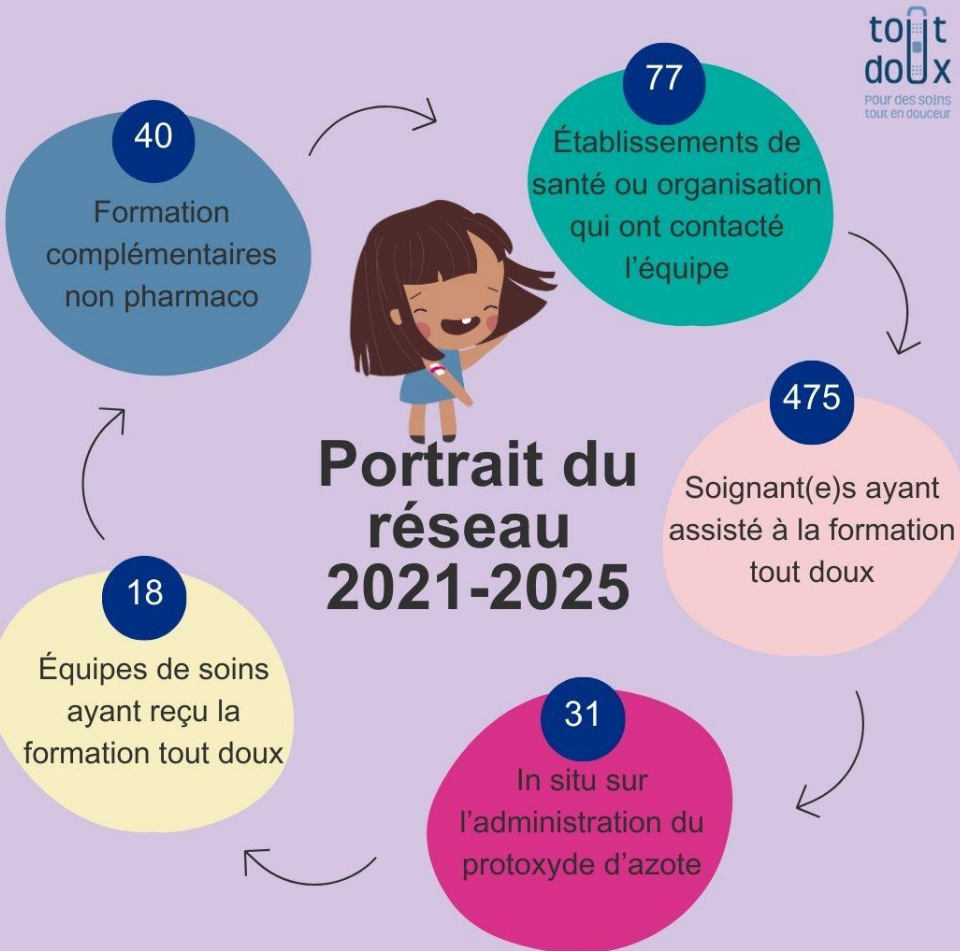 tout
doux
Pour des soins
tout en douceur
77
Établissements de
santé ou organisation
qui ont contacté
l'équipe
40
Formation
complémentaires
non pharmaco
475
Soignant(e)s ayant
assisté à la formation
tout doux
Portrait du
réseau
2021-2025
18
Équipes de soins
ayant reçu la
formation tout doux
31
In situ sur
l'administration du
protoxyde d'azote